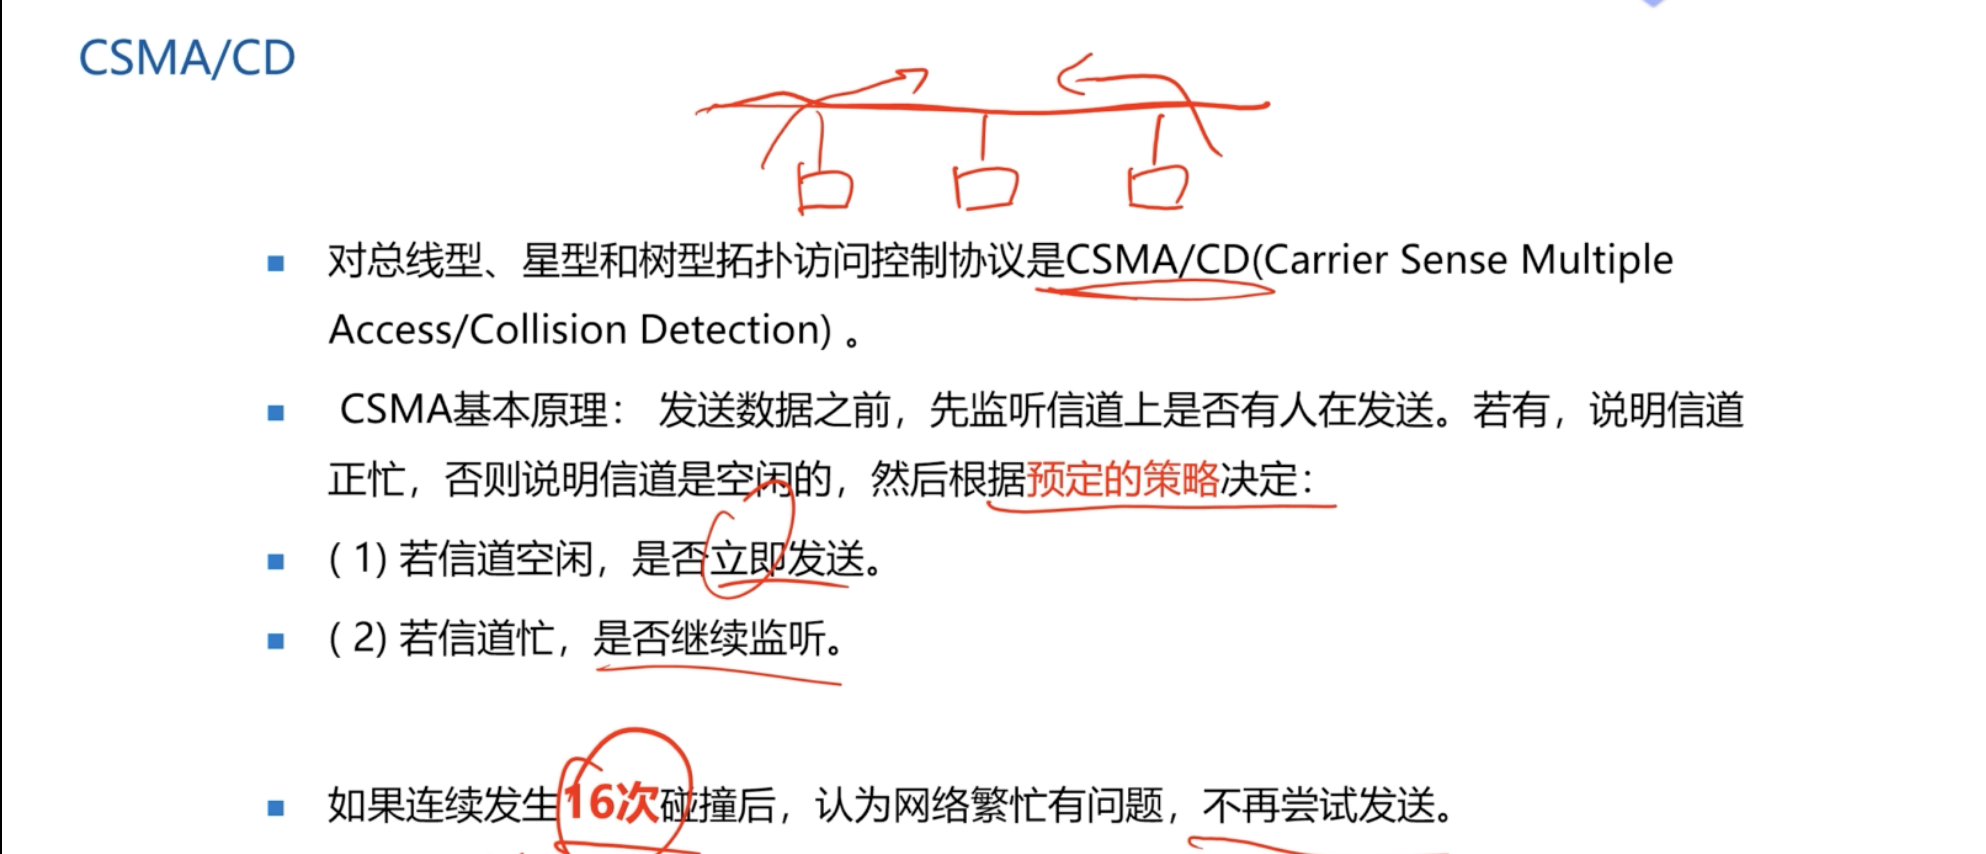 CSMA/CD
对总线型、星型和树型拓扑访问控制协议是CSMA/CD(Carrier Sense Multiple
Access/Collision Detection) 。
CSMA基本原理： 发送数据之前，先监听信道上是否有人在发送。若有，说明信道
正忙，否则说明信道是空闲的，然后根据预定的策略决定：
( 1) 若信道空闲，是否立即发送。
( 2) 若信道忙，是否继续监听。
如果连续发生16次碰撞后，认为网络繁忙有问题，不再尝试发送。